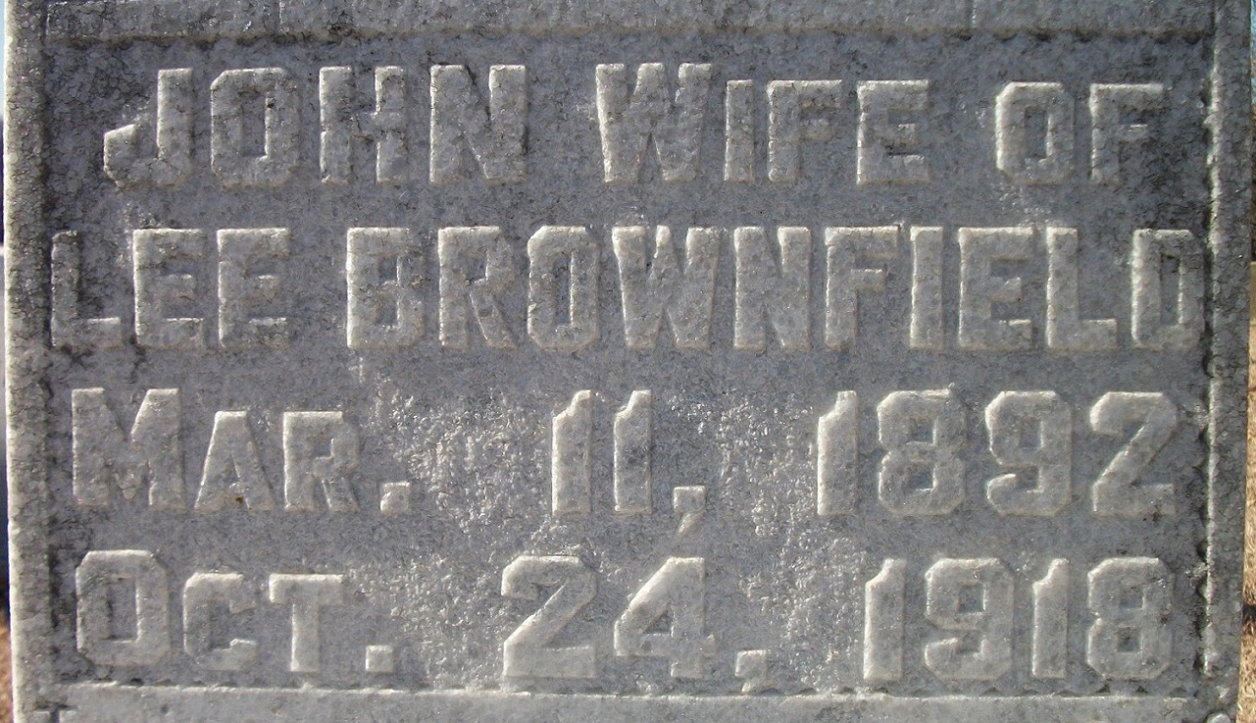 JOHN WIFE OF
LEE BROWNFIELD
MAR. 11, 1892
OCT. 24, 1918